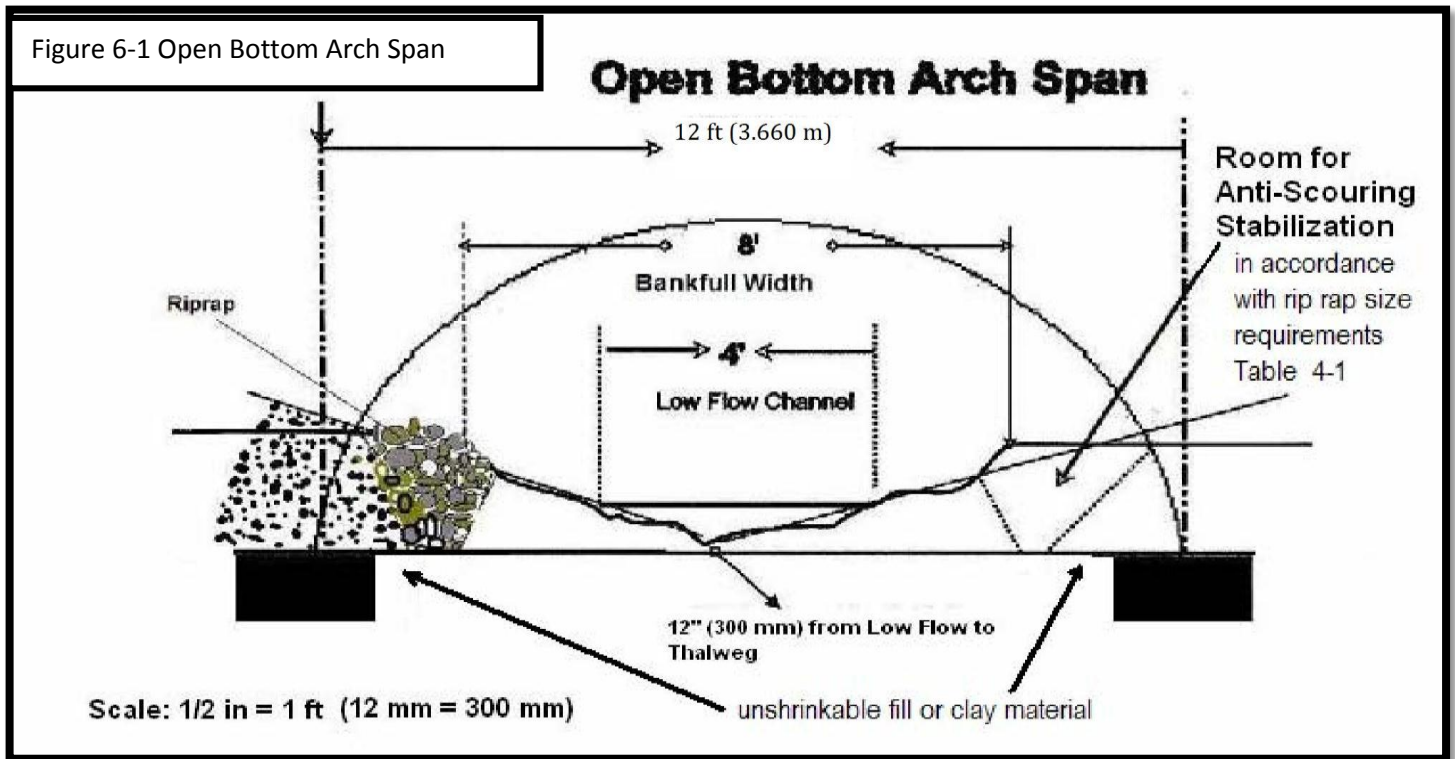 Figure 6-1 Open Bottom Arch Span
Open Bottom Arch Span
12 ft (3.660 m)
Room for
Anti-Scouring
Stabilization
in accordance
with rip rap size
requirements
Table 4-1
8'
Bankfull Width
Riprap
4'
Low Flow Channel
12" (300 mm) from Low Flow to
Thalweg
Scale: 1/2 in = 1 ft (12 mm = 300 mm)
unshrinkable fill or clay material